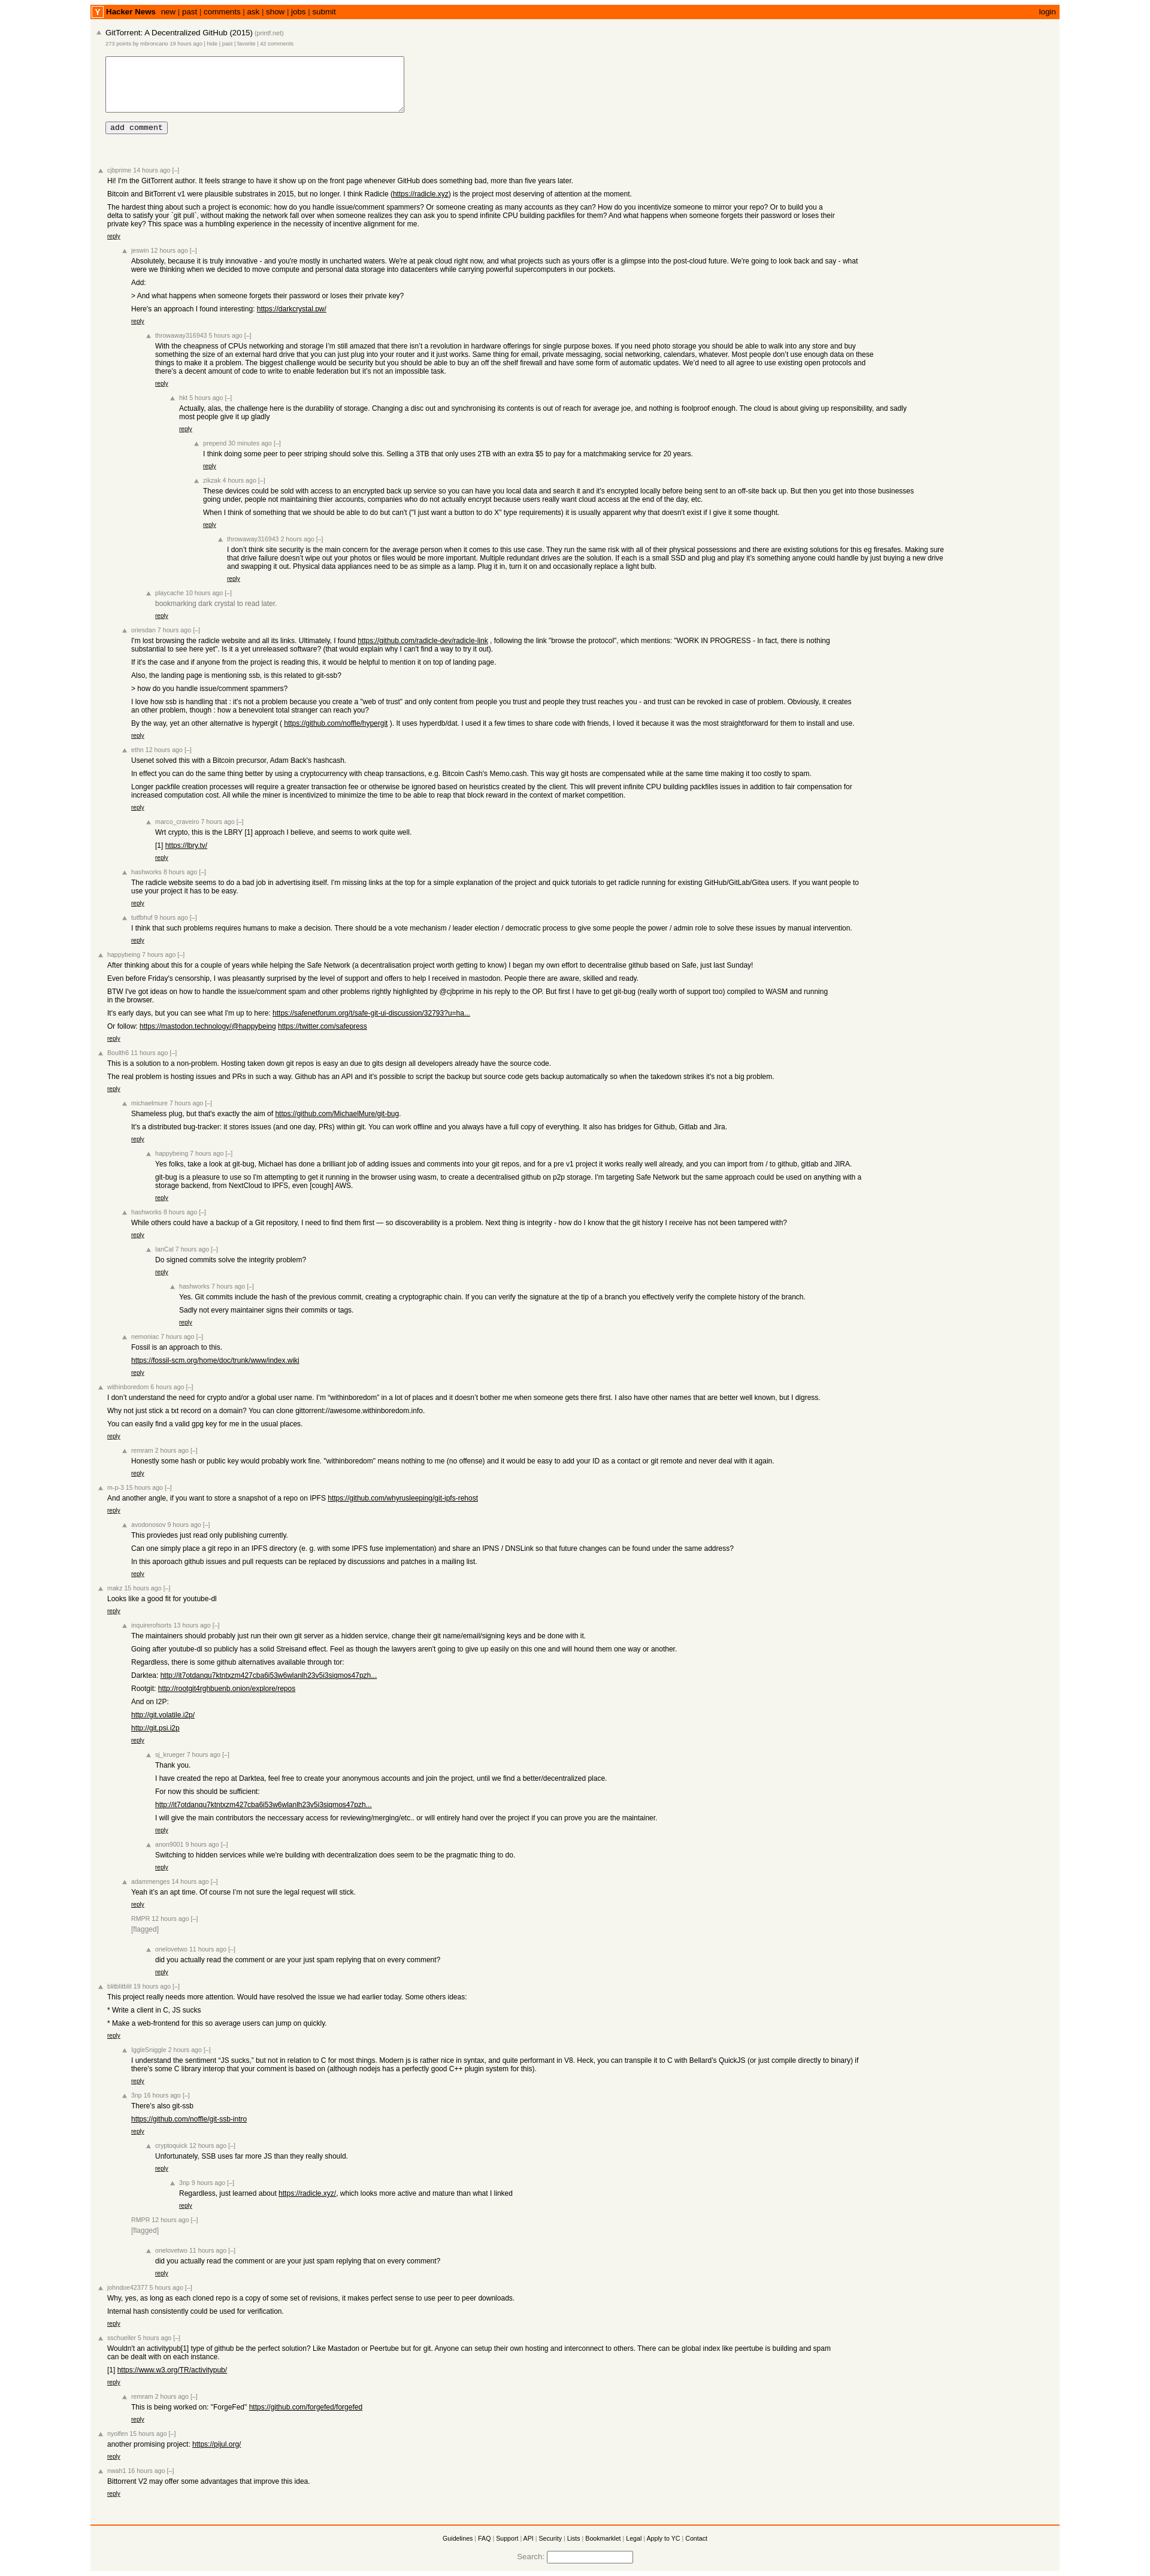 Y Hacker News new | past | comments | ask | show | jobs | submit login
GitTorrent: A Decentralized GitHub (2015) (printf.net)
273 points by mbroncano 19 hours ago | hide | past | favorite | 42 comments
add comment
cjbprime 14 hours ago [–]
Hi! I'm the GitTorrent author. It feels strange to have it show up on the front page whenever GitHub does something bad, more than five years later.
Bitcoin and BitTorrent v1 were plausible substrates in 2015, but no longer. I think Radicle (https://radicle.xyz) is the project most deserving of attention at the moment.
The hardest thing about such a project is economic: how do you handle issue/comment spammers? Or someone creating as many accounts as they can? How do you incentivize someone to mirror your repo? Or to build you a
delta to satisfy your `git pull`, without making the network fall over when someone realizes they can ask you to spend infinite CPU building packfiles for them? And what happens when someone forgets their password or loses their
private key? This space was a humbling experience in the necessity of incentive alignment for me.
reply
jeswin 12 hours ago [–]
Absolutely, because it is truly innovative - and you're mostly in uncharted waters. We're at peak cloud right now, and what projects such as yours offer is a glimpse into the post-cloud future. We're going to look back and say - what
were we thinking when we decided to move compute and personal data storage into datacenters while carrying powerful supercomputers in our pockets.
Add:
> And what happens when someone forgets their password or loses their private key?
Here's an approach I found interesting: https://darkcrystal.pw/
reply
throwaway316943 5 hours ago [–]
With the cheapness of CPUs networking and storage I'm still amazed that there isn't a revolution in hardware offerings for single purpose boxes. If you need photo storage you should be able to walk into any store and buy
something the size of an external hard drive that you can just plug into your router and it just works. Same thing for email, private messaging, social networking, calendars, whatever. Most people don't use enough data on these
things to make it a problem. The biggest challenge would be security but you should be able to buy an off the shelf firewall and have some form of automatic updates. We'd need to all agree to use existing open protocols and
there's a decent amount of code to write to enable federation but it's not an impossible task.
reply
hkt 5 hours ago [–]
Actually, alas, the challenge here is the durability of storage. Changing a disc out and synchronising its contents is out of reach for average joe, and nothing is foolproof enough. The cloud is about giving up responsibility, and sadly
most people give it up gladly
reply
prepend 30 minutes ago [–]
I think doing some peer to peer striping should solve this. Selling a 3TB that only uses 2TB with an extra $5 to pay for a matchmaking service for 20 years.
reply
zikzak 4 hours ago [–]
These devices could be sold with access to an encrypted back up service so you can have you local data and search it and it's encrypted locally before being sent to an off-site back up. But then you get into those businesses
going under, people not maintaining thier accounts, companies who do not actually encrypt because users really want cloud access at the end of the day, etc.
When I think of something that we should be able to do but can't ("I just want a button to do X" type requirements) it is usually apparent why that doesn't exist if I give it some thought.
reply
throwaway316943 2 hours ago [–]
I don't think site security is the main concern for the average person when it comes to this use case. They run the same risk with all of their physical possessions and there are existing solutions for this eg firesafes. Making sure
that drive failure doesn't wipe out your photos or files would be more important. Multiple redundant drives are the solution. If each is a small SSD and plug and play it's something anyone could handle by just buying a new drive
and swapping it out. Physical data appliances need to be as simple as a lamp. Plug it in, turn it on and occasionally replace a light bulb.
reply
playcache 10 hours ago [–]
bookmarking dark crystal to read later.
reply
oriesdan 7 hours ago [–]
I'm lost browsing the radicle website and all its links. Ultimately, I found https://github.com/radicle-dev/radicle-link , following the link "browse the protocol", which mentions: "WORK IN PROGRESS - In fact, there is nothing
substantial to see here yet". Is it a yet unreleased software? (that would explain why I can't find a way to try it out).
If it's the case and if anyone from the project is reading this, it would be helpful to mention it on top of landing page.
Also, the landing page is mentioning ssb, is this related to git-ssb?
> how do you handle issue/comment spammers?
I love how ssb is handling that : it's not a problem because you create a "web of trust" and only content from people you trust and people they trust reaches you - and trust can be revoked in case of problem. Obviously, it creates
an other problem, though : how a benevolent total stranger can reach you?
By the way, yet an other alternative is hypergit ( https://github.com/noffle/hypergit ). It uses hyperdb/dat. I used it a few times to share code with friends, I loved it because it was the most straightforward for them to install and use.
reply
ethn 12 hours ago [–]
Usenet solved this with a Bitcoin precursor, Adam Back's hashcash.
In effect you can do the same thing better by using a cryptocurrency with cheap transactions, e.g. Bitcoin Cash's Memo.cash. This way git hosts are compensated while at the same time making it too costly to spam.
Longer packfile creation processes will require a greater transaction fee or otherwise be ignored based on heuristics created by the client. This will prevent infinite CPU building packfiles issues in addition to fair compensation for
increased computation cost. All while the miner is incentivized to minimize the time to be able to reap that block reward in the context of market competition.
reply
marco_craveiro 7 hours ago [–]
Wrt crypto, this is the LBRY [1] approach I believe, and seems to work quite well.
[1] https://lbry.tv/
reply
hashworks 8 hours ago [–]
The radicle website seems to do a bad job in advertising itself. I'm missing links at the top for a simple explanation of the project and quick tutorials to get radicle running for existing GitHub/GitLab/Gitea users. If you want people to
use your project it has to be easy.
reply
tutfbhuf 9 hours ago [–]
I think that such problems requires humans to make a decision. There should be a vote mechanism / leader election / democratic process to give some people the power / admin role to solve these issues by manual intervention.
reply
happybeing 7 hours ago [–]
After thinking about this for a couple of years while helping the Safe Network (a decentralisation project worth getting to know) I began my own effort to decentralise github based on Safe, just last Sunday!
Even before Friday's censorship, I was pleasantly surprised by the level of support and offers to help I received in mastodon. People there are aware, skilled and ready.
BTW I've got ideas on how to handle the issue/comment spam and other problems rightly highlighted by @cjbprime in his reply to the OP. But first I have to get git-bug (really worth of support too) compiled to WASM and running
in the browser.
It's early days, but you can see what I'm up to here: https://safenetforum.org/t/safe-git-ui-discussion/32793?u=ha...
Or follow: https://mastodon.technology/@happybeing https://twitter.com/safepress
reply
Boulth6 11 hours ago [–]
This is a solution to a non-problem. Hosting taken down git repos is easy an due to gits design all developers already have the source code.
The real problem is hosting issues and PRs in such a way. Github has an API and it's possible to script the backup but source code gets backup automatically so when the takedown strikes it's not a big problem.
reply
michaelmure 7 hours ago [–]
Shameless plug, but that's exactly the aim of https://github.com/MichaelMure/git-bug.
It's a distributed bug-tracker: it stores issues (and one day, PRs) within git. You can work offline and you always have a full copy of everything. It also has bridges for Github, Gitlab and Jira.
reply
happybeing 7 hours ago [–]
Yes folks, take a look at git-bug, Michael has done a brilliant job of adding issues and comments into your git repos, and for a pre v1 project it works really well already, and you can import from / to github, gitlab and JIRA.
git-bug is a pleasure to use so I'm attempting to get it running in the browser using wasm, to create a decentralised github on p2p storage. I'm targeting Safe Network but the same approach could be used on anything with a
storage backend, from NextCloud to IPFS, even [cough] AWS.
reply
hashworks 8 hours ago [–]
While others could have a backup of a Git repository, I need to find them first — so discoverability is a problem. Next thing is integrity - how do I know that the git history I receive has not been tampered with?
reply
IanCal 7 hours ago [–]
Do signed commits solve the integrity problem?
reply
hashworks 7 hours ago [–]
Yes. Git commits include the hash of the previous commit, creating a cryptographic chain. If you can verify the signature at the tip of a branch you effectively verify the complete history of the branch.
Sadly not every maintainer signs their commits or tags.
reply
nemoniac 7 hours ago [–]
Fossil is an approach to this.
https://fossil-scm.org/home/doc/trunk/www/index.wiki
reply
withinboredom 6 hours ago [–]
I don't understand the need for crypto and/or a global user name. I'm “withinboredom” in a lot of places and it doesn't bother me when someone gets there first. I also have other names that are better well known, but I digress.
Why not just stick a txt record on a domain? You can clone gittorrent://awesome.withinboredom.info.
You can easily find a valid gpg key for me in the usual places.
reply
remram 2 hours ago [–]
Honestly some hash or public key would probably work fine. "withinboredom" means nothing to me (no offense) and it would be easy to add your ID as a contact or git remote and never deal with it again.
reply
m-p-3 15 hours ago [–]
And another angle, if you want to store a snapshot of a repo on IPFS https://github.com/whyrusleeping/git-ipfs-rehost
reply
avodonosov 9 hours ago [–]
This proviedes just read only publishing currently.
Can one simply place a git repo in an IPFS directory (e. g. with some IPFS fuse implementation) and share an IPNS / DNSLink so that future changes can be found under the same address?
In this aporoach github issues and pull requests can be replaced by discussions and patches in a mailing list.
reply
makz 15 hours ago [–]
Looks like a good fit for youtube-dl
reply
inquirerofsorts 13 hours ago [–]
The maintainers should probably just run their own git server as a hidden service, change their git name/email/signing keys and be done with it.
Going after youtube-dl so publicly has a solid Streisand effect. Feel as though the lawyers aren't going to give up easily on this one and will hound them one way or another.
Regardless, there is some github alternatives available through tor:
Darktea: http://it7otdanqu7ktntxzm427cba6i53w6wlanlh23v5i3siqmos47pzh...
Rootgit: http://rootgit4rghbuenb.onion/explore/repos
And on I2P:
http://git.volatile.i2p/
http://git.psi.i2p
reply
sj_krueger 7 hours ago [–]
Thank you.
I have created the repo at Darktea, feel free to create your anonymous accounts and join the project, until we find a better/decentralized place.
For now this should be sufficient:
http://it7otdanqu7ktntxzm427cba6i53w6wlanlh23v5i3siqmos47pzh...
I will give the main contributors the neccessary access for reviewing/merging/etc.. or will entirely hand over the project if you can prove you are the maintainer.
reply
anon9001 9 hours ago [–]
Switching to hidden services while we're building with decentralization does seem to be the pragmatic thing to do.
reply
adammenges 14 hours ago [–]
Yeah it's an apt time. Of course I'm not sure the legal request will stick.
reply
RMPR 12 hours ago [–]
[flagged]
onelovetwo 11 hours ago [–]
did you actually read the comment or are your just spam replying that on every comment?
reply
blitblitblit 19 hours ago [–]
This project really needs more attention. Would have resolved the issue we had earlier today. Some others ideas:
* Write a client in C, JS sucks
* Make a web-frontend for this so average users can jump on quickly.
reply
IggleSniggle 2 hours ago [–]
I understand the sentiment “JS sucks,” but not in relation to C for most things. Modern js is rather nice in syntax, and quite performant in V8. Heck, you can transpile it to C with Bellard's QuickJS (or just compile directly to binary) if
there's some C library interop that your comment is based on (although nodejs has a perfectly good C++ plugin system for this).
reply
3np 16 hours ago [–]
There's also git-ssb
https://github.com/noffle/git-ssb-intro
reply
cryptoquick 12 hours ago [–]
Unfortunately, SSB uses far more JS than they really should.
reply
3np 9 hours ago [–]
Regardless, just learned about https://radicle.xyz/, which looks more active and mature than what I linked
reply
RMPR 12 hours ago [–]
[flagged]
onelovetwo 11 hours ago [–]
did you actually read the comment or are your just spam replying that on every comment?
reply
johndoe42377 5 hours ago [–]
Why, yes, as long as each cloned repo is a copy of some set of revisions, it makes perfect sense to use peer to peer downloads.
Internal hash consistently could be used for verification.
reply
sschueller 5 hours ago [–]
Wouldn't an activitypub[1] type of github be the perfect solution? Like Mastadon or Peertube but for git. Anyone can setup their own hosting and interconnect to others. There can be global index like peertube is building and spam
can be dealt with on each instance.
[1] https://www.w3.org/TR/activitypub/
reply
remram 2 hours ago [–]
This is being worked on: "ForgeFed" https://github.com/forgefed/forgefed
reply
nyolfen 15 hours ago [–]
another promising project: https://pijul.org/
reply
nwah1 16 hours ago [–]
Bittorrent V2 may offer some advantages that improve this idea.
reply
Guidelines | FAQ | Support | API | Security | Lists | Bookmarklet | Legal | Apply to YC | Contact
Search: